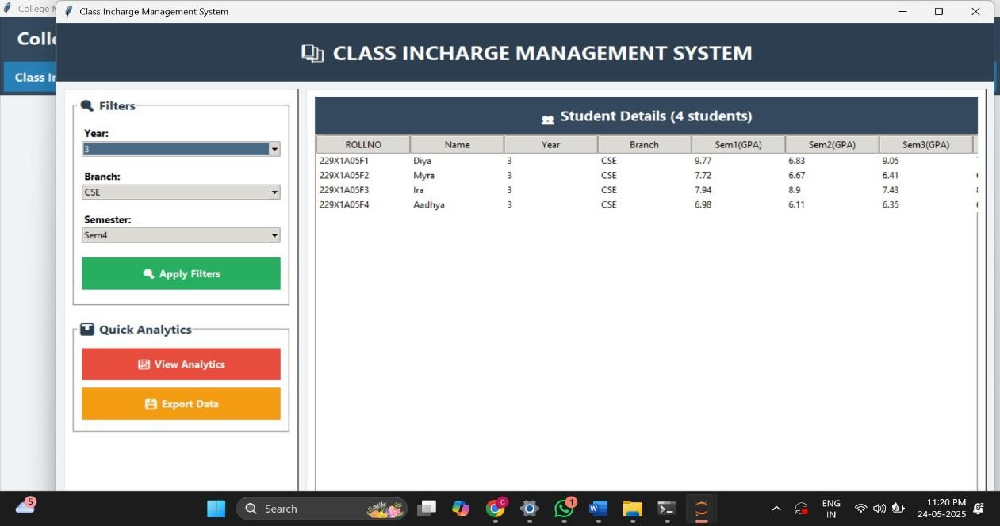 College M
Class Incharge Management System
Colle
Class In
CLASS INCHARGE MANAGEMENT SYSTEM
Filters
Year:
3
Branch:
CSE
Semester:
Sem4
Apply Filters
Quick Analytics
View Analytics
Export Data
Student Details (4 students)
ROLLNO Name Year Branch Sem1(GPA) Sem2(GPA) Sem3(GPA)
229X1A05F1 Diya 3 CSE 9.77 6.83 9.05
229X1A05F2 Myra 3 CSE 7.72 6.67 6.41
229X1A05F3 Ira 3 CSE 7.94 8.9 7.43
229X1A05F4 Aadhya 3 CSE 6.98 6.11 6.35
5
Search
C
1
W
ENG
IN
11:20 PM
24-05-2025